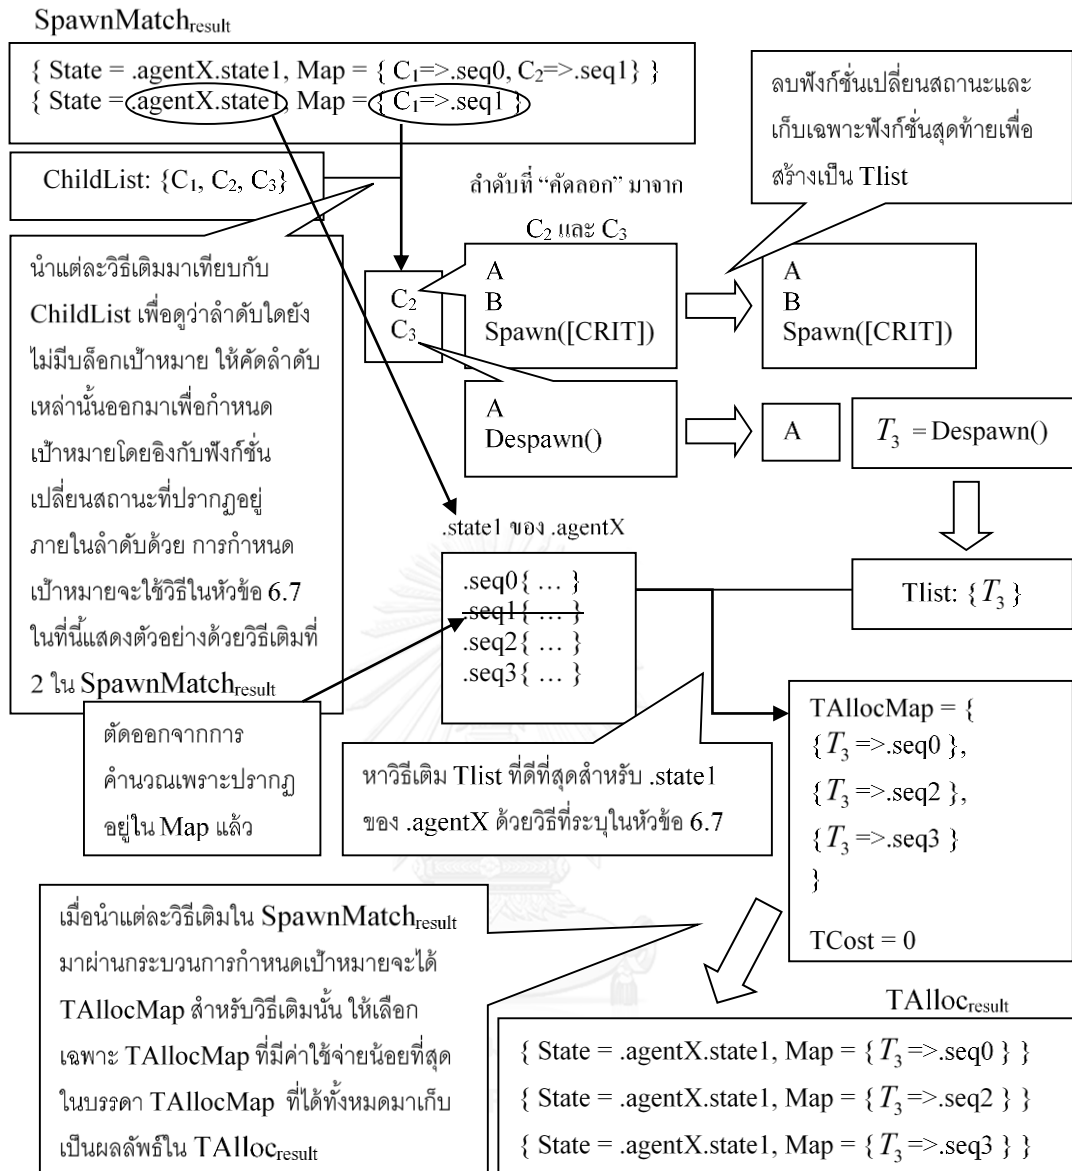 SpawnMatchresult
{ State = .agentX.state1, Map = { C1=>.seq0, C2=>.seq1} }
{ State = .agentX.state1, Map = { C1=>.seq1 }
ลบฟังก์ชั่นเปลี่ยนสถานะและ
เก็บเฉพาะฟังก์ชั่นสุดท้ายเพื่อ
สร้างเป็น Tlist
ChildList: {C1, C2, C3}
ลำดับที่ “คัดลอก” มาจาก
C2 และ C3
นำแต่ละวิธีเติมมาเทียบกับ
ChildList เพื่อดูว่าลำดับใดยัง
ไม่มีบล็อกเป้าหมาย ให้คัดลำดับ
เหล่านั้นออกมาเพื่อกำหนด
เป้าหมายโดยอิงกับฟังก์ชั่น
เปลี่ยนสถานะที่ปรากฏอยู่
ภายในลำดับด้วย การกำหนด
เป้าหมายจะใช้วิธีในหัวข้อ 6.7
ในที่นี้แสดงตัวอย่างด้วยวิธีเติมที่
2 ใน SpawnMatchresult
C2
C3
A
B
Spawn([CRIT])
A
B
Spawn([CRIT])
A
Despawn()
A
T3 = Despawn()
.state1 ของ .agentX
.seq0{ … }
.seq1{ … }
.seq2{ … }
.seq3{ … }
Tlist: {T3 }
ตัดออกจากการ
คำนวณเพราะปรากฏ
อยู่ใน Map แล้ว
หาวิธีเติม Tlist ที่ดีที่สุดสำหรับ .state1
ของ .agentX ด้วยวิธีที่ระบุในหัวข้อ 6.7
TAllocMap = {
{T3 =>.seq0 },
{T3 =>.seq2 },
{T3 =>.seq3 }
}
TCost = 0
เมื่อนำแต่ละวิธีเติมใน SpawnMatchresult
มาผ่านกระบวนการกำหนดเป้าหมายจะได้
TAllocMap สำหรับวิธีเติมนั้น ให้เลือก
เฉพาะ TAllocMap ที่มีค่าใช้จ่ายน้อยที่สุด
ในบรรดา TAllocMap ที่ได้ทั้งหมดมาเก็บ
เป็นผลลัพธ์ใน TAllocresult
TAllocresult
{ State = .agentX.state1, Map = { T3 =>.seq0 } }
{ State = .agentX.state1, Map = { T3 =>.seq2 } }
{ State = .agentX.state1, Map = { T3 =>.seq3 } }